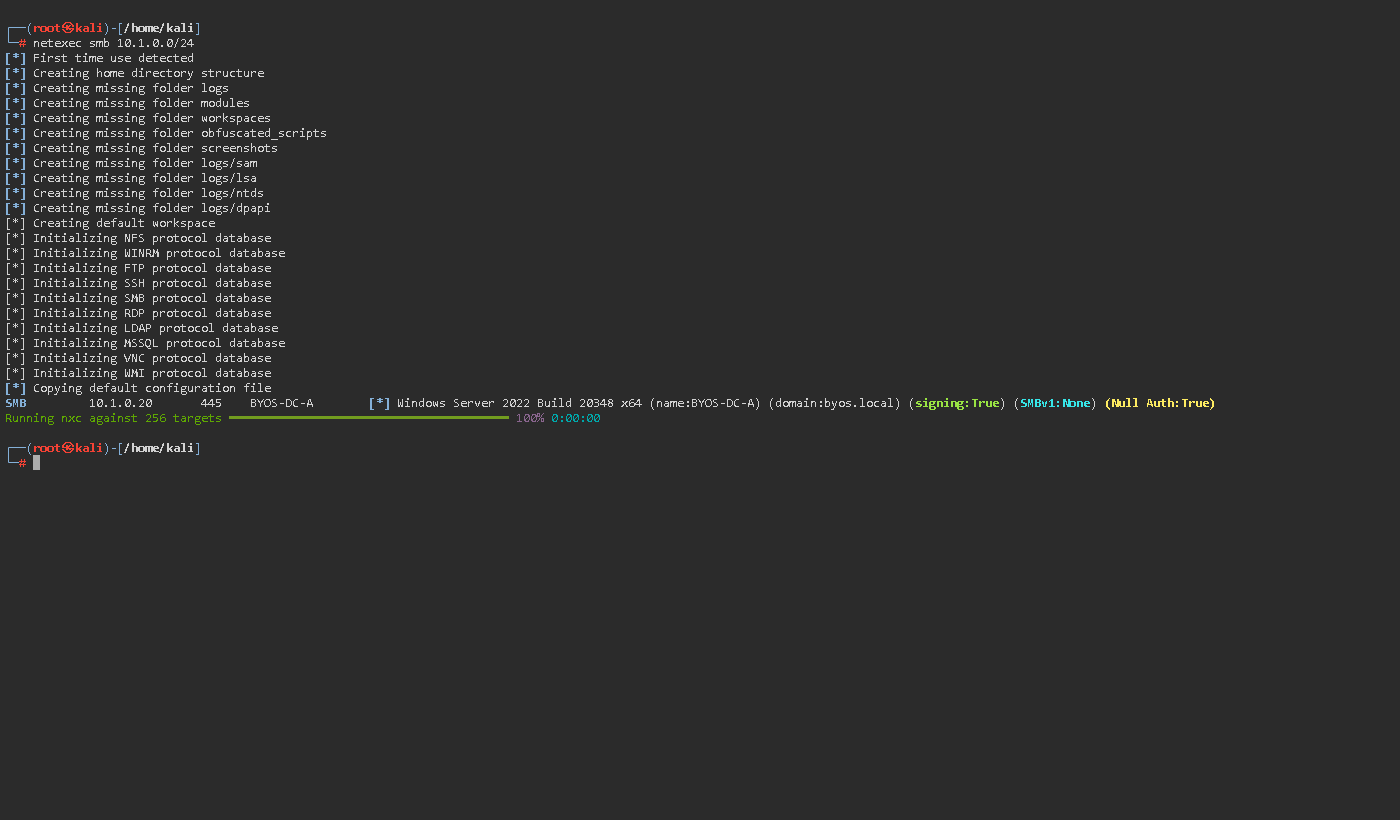 ┌──(root㉿kali)-[/home/kali]
└─# netexec smb 10.1.0.0/24
[*] First time use detected
[*] Creating home directory structure
[*] Creating missing folder logs
[*] Creating missing folder modules
[*] Creating missing folder workspaces
[*] Creating missing folder obfuscated_scripts
[*] Creating missing folder screenshots
[*] Creating missing folder logs/sam
[*] Creating missing folder logs/lsa
[*] Creating missing folder logs/ntds
[*] Creating missing folder logs/dpapi
[*] Creating default workspace
[*] Initializing NFS protocol database
[*] Initializing WINRM protocol database
[*] Initializing FTP protocol database
[*] Initializing SSH protocol database
[*] Initializing SMB protocol database
[*] Initializing RDP protocol database
[*] Initializing LDAP protocol database
[*] Initializing MSSQL protocol database
[*] Initializing VNC protocol database
[*] Initializing WMI protocol database
[*] Copying default configuration file
SMB         10.1.0.20       445    BYOS-DC-A        [*] Windows Server 2022 Build 20348 x64 (name:BYOS-DC-A) (domain:byos.local) (signing:True) (SMBv1:None) (Null Auth:True)
Running nxc against 256 targets ━━━━━━━━━━━━━━━━━━━━━━━━━━━━━━━━━━━━━━━━ 100% 0:00:00
┌──(root㉿kali)-[/home/kali]
└─#